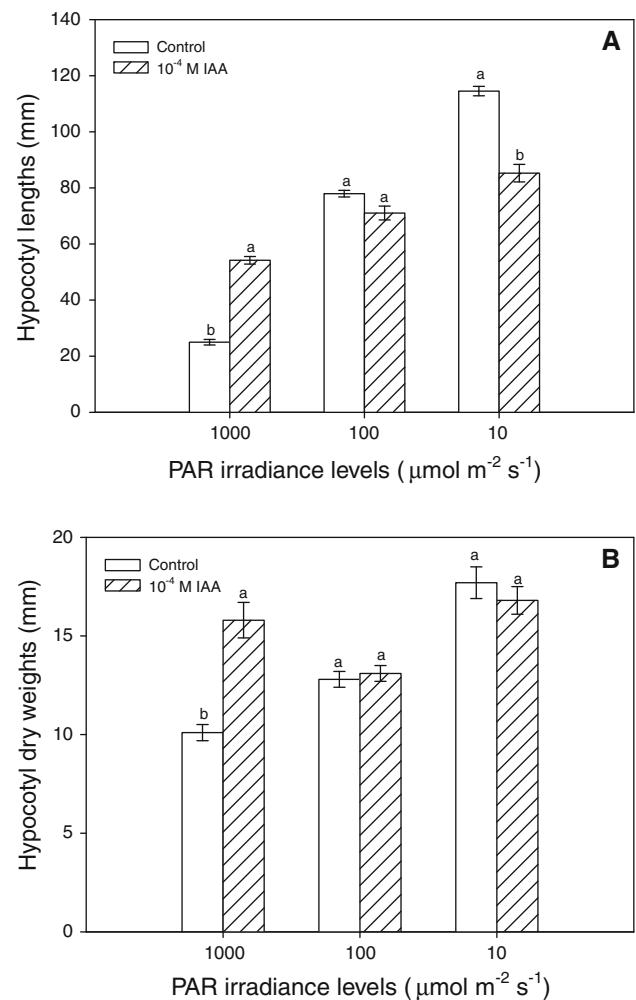 A
Control
10⁻⁴ M IAA
Hypocotyl lengths (mm)
140
120
100
80
60
40
20
0
b
a
a
a
a
b
1000
100
10
PAR irradiance levels ( μmol m⁻² s⁻¹)
B
Control
10⁻⁴ M IAA
Hypocotyl dry weights (mm)
20
15
10
5
0
b
a
a
a
a
a
1000
100
10
PAR irradiance levels ( μmol m⁻² s⁻¹)